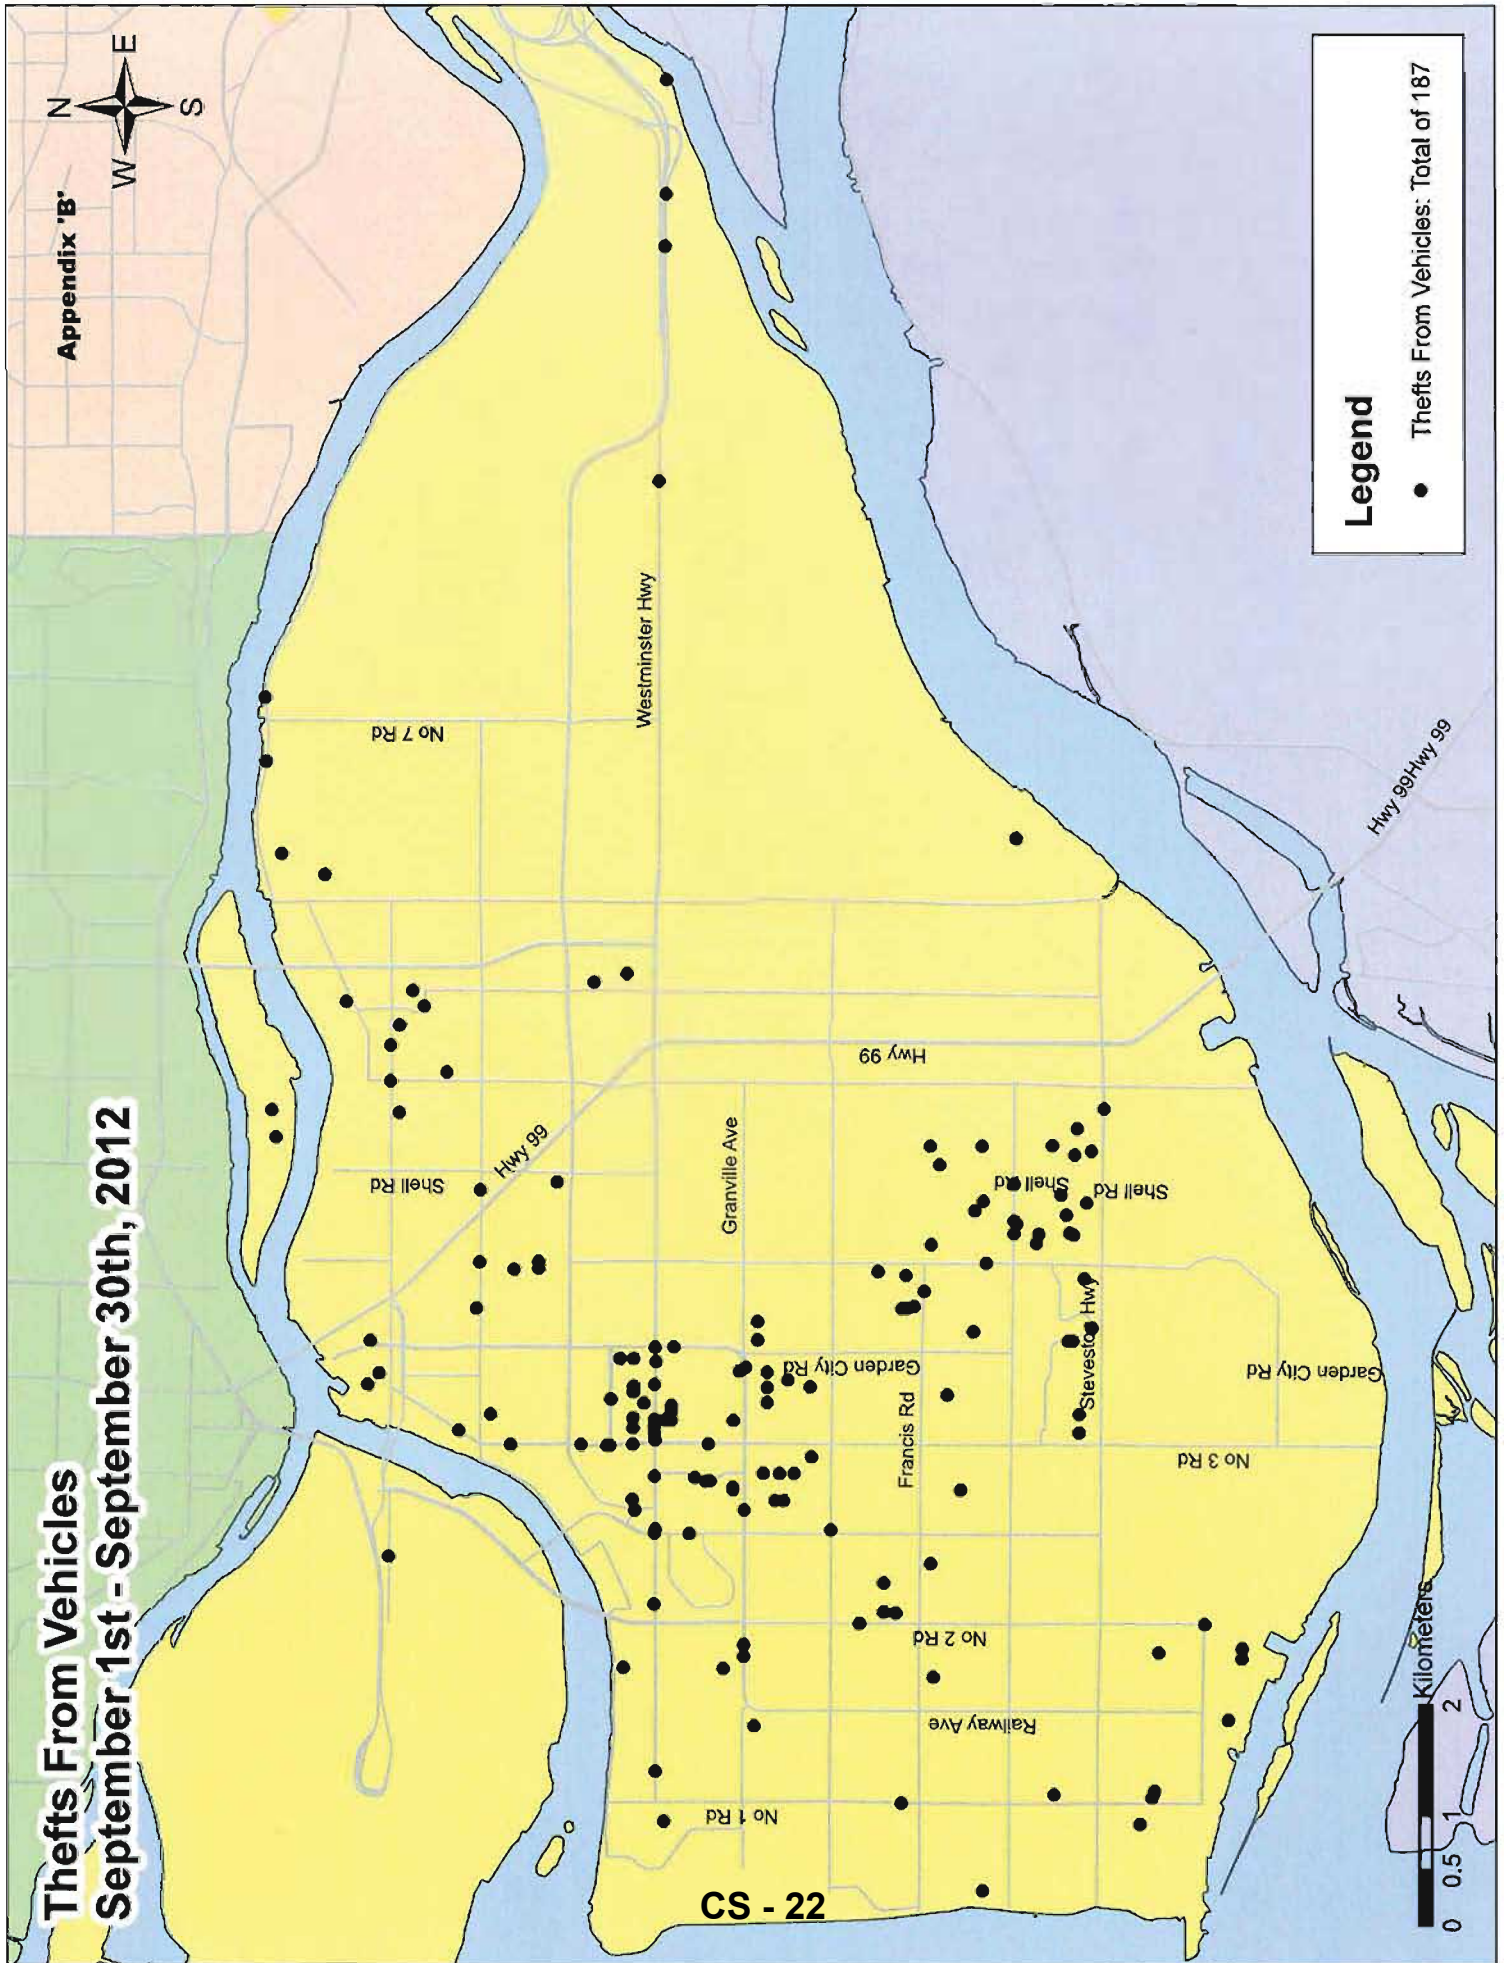 Thefts From Vehicles
September 1st - September 30th, 2012
Appendix 'B'
N
W
E
S
No 7 Rd
Westminster Hwy
Hwy 99
Shell Rd
Granville Ave
Hwy 99
Shell Rd
Shell Rd
Garden City Rd
Francis Rd
Steveston Hwy
Garden City Rd
No 3 Rd
No 2 Rd
Railway Ave
No 1 Rd
Hwy 99Hwy 99
Legend
Thefts From Vehicles: Total of 187
Kilometers
0 0.5 1 2
CS - 22